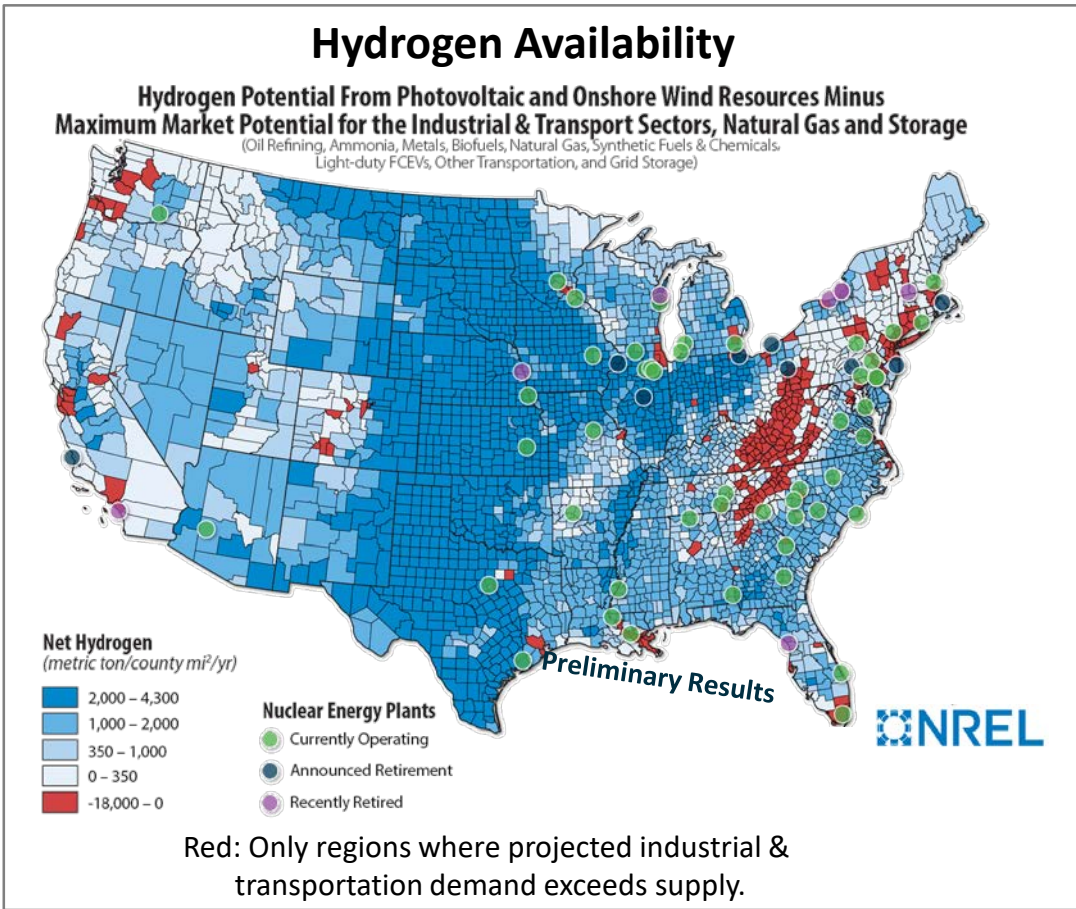 Hydrogen Availability
Hydrogen Potential From Photovoltaic and Onshore Wind Resources Minus
Maximum Market Potential for the Industrial & Transport Sectors, Natural Gas and Storage
(Oil Refining, Ammonia, Metals, Biofuels, Natural Gas, Synthetic Fuels & Chemicals,
Light-duty FCEVs, Other Transportation, and Grid Storage)
Net Hydrogen
(metric ton/county mi²/yr)
2,000 – 4,300
1,000 – 2,000
350 – 1,000
0 – 350
-18,000 – 0
Nuclear Energy Plants
Currently Operating
Announced Retirement
Recently Retired
Preliminary Results
NREL
Red: Only regions where projected industrial &
transportation demand exceeds supply.